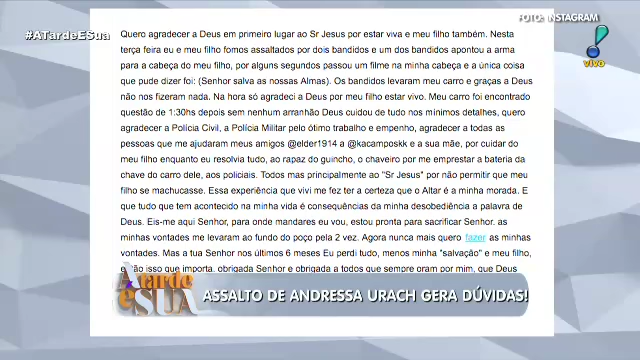 FOTO: INSTAGRAM
#ATardeESua
Quero agradecer a Deus em primeiro lugar ao Sr Jesus por estar viva e meu filho também. Nesta
terça feira eu e meu filho fomos assaltados por dois bandidos e um dos bandidos apontou a arma
para a cabeça do meu filho, por alguns segundos passou um filme na minha cabeça e a única coisa
que pude dizer foi: (Senhor salva as nossas Almas). Os bandidos levaram meu carro e graças a Deus
não nos fizeram nada. Na hora só agradeci a Deus por meu filho estar vivo. Meu carro foi encontrado
questão de 1:30hs depois sem nenhum arranhão Deus cuidou de tudo nos mínimos detalhes, quero
agradecer a Polícia Civil, a Polícia Militar pelo ótimo trabalho e empenho, agradecer a todas as
pessoas que me ajudaram meus amigos @elder1914 a @kacamposkk e a sua mãe, por cuidar do
meu filho enquanto eu resolvia tudo, ao rapaz do guincho, o chaveiro por me emprestar a bateria da
chave do carro dele, aos policiais. Todos mas principalmente ao "Sr Jesus" por não permitir que meu
filho se machucasse. Essa experiência que vivi me fez ter a certeza que o Altar é a minha morada. E
que tudo que tem acontecido na minha vida é consequências da minha desobediência a palavra de
Deus. Eis-me aqui Senhor, para onde mandares eu vou, estou pronta para sacrificar Senhor. as
minhas vontades me levaram ao fundo do poço pela 2 vez. Agora nunca mais quero fazer as minhas
vontades. Mas a tua Senhor nos últimos 6 meses Eu perdi tudo, menos minha "salvação" e meu filho,
e isso que importa. obrigada Senhor e obrigada a todos que sempre oram por mim, que Deus
A tarde é SUA
ASSALTO DE ANDRESSA URACH GERA DÚVIDAS!
vivo